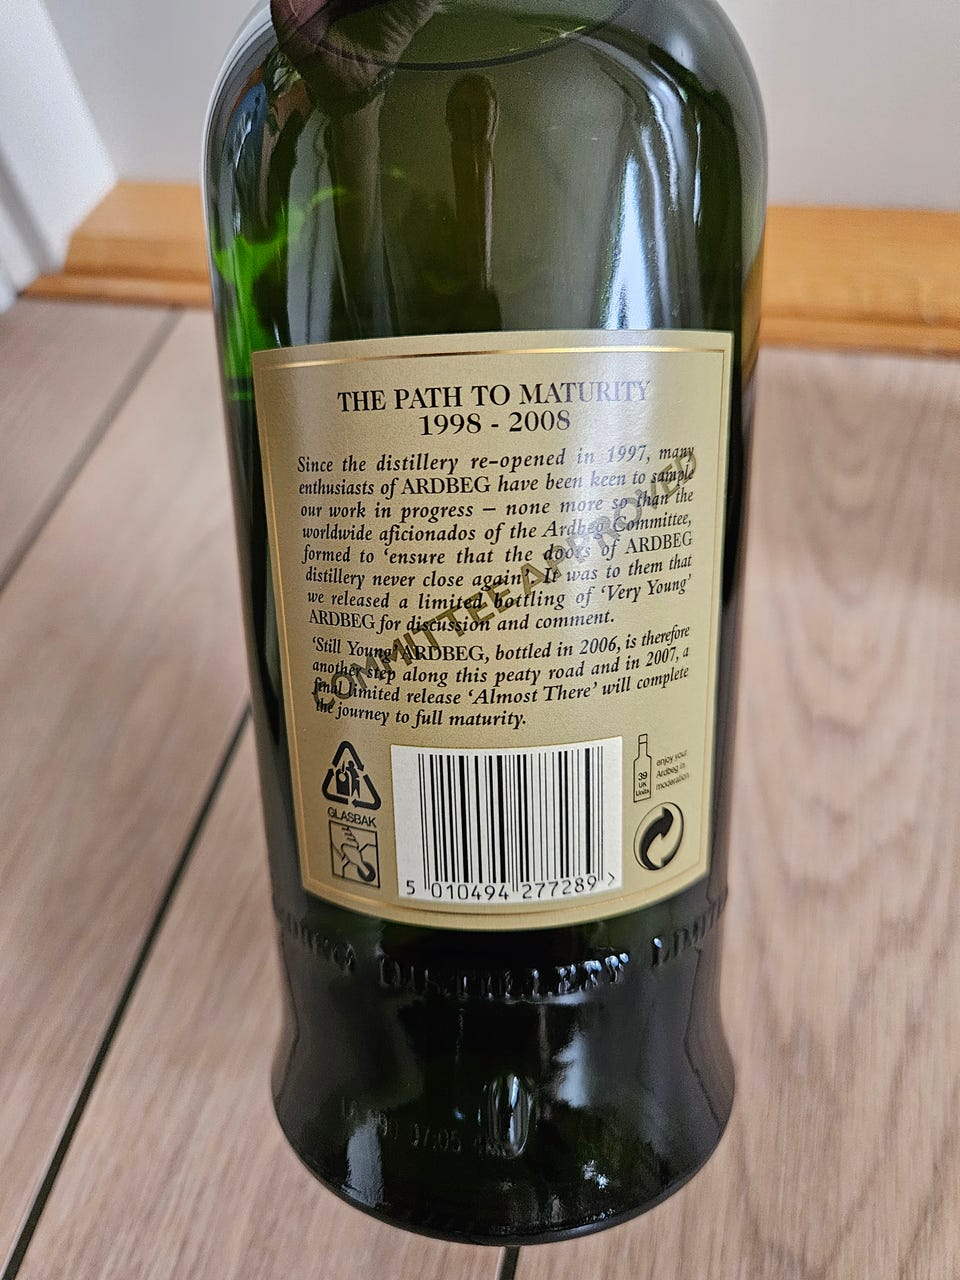 THE PATH TO MATURITY
1998 - 2008
Since the distillery re-opened in 1997, many
enthusiasts of ARDBEG have been keen to sample
our work in progress – none more so than the
worldwide aficionados of the Ardbeg Committee,
formed to ‘ensure that the doors of ARDBEG
distillery never close again’. It was to them that
we released a limited bottling of ‘Very Young’
ARDBEG for discussion and comment.
‘Still Young’ ARDBEG, bottled in 2006, is therefore
another step along this peaty road and in 2007, a
final limited release ‘Almost There’ will complete
the journey to full maturity.
COMMITTEE APPROVED
GLASBAK
5 010494 277289 >
39
UK
Units
enjoy your
Ardbeg in
moderation
DISTILLERY